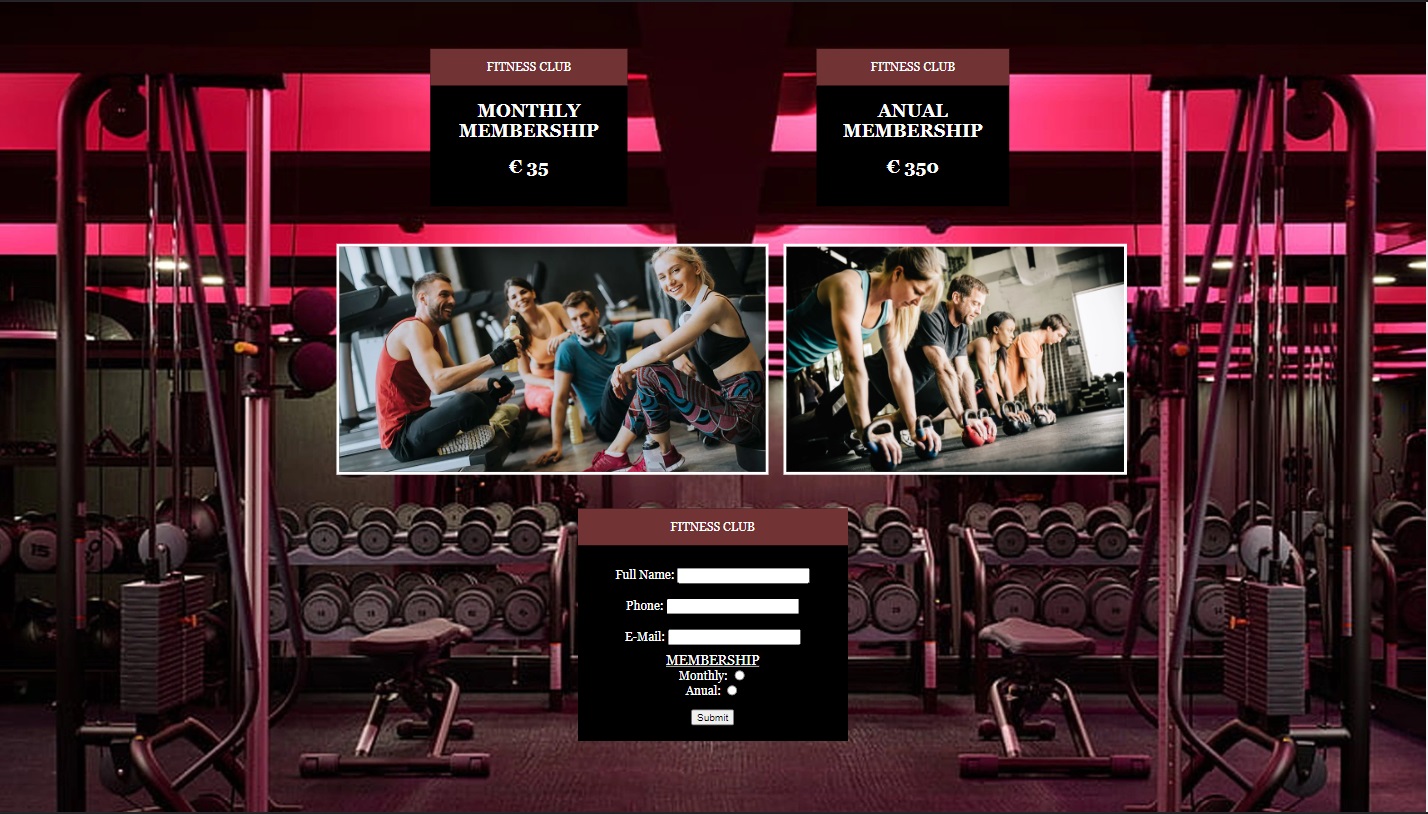 FITNESS CLUB
MONTHLY
MEMBERSHIP
€ 35
FITNESS CLUB
ANUAL
MEMBERSHIP
€ 350
FITNESS CLUB
Full Name:
Phone:
E-Mail:
MEMBERSHIP
Monthly:
Anual:
Submit
15